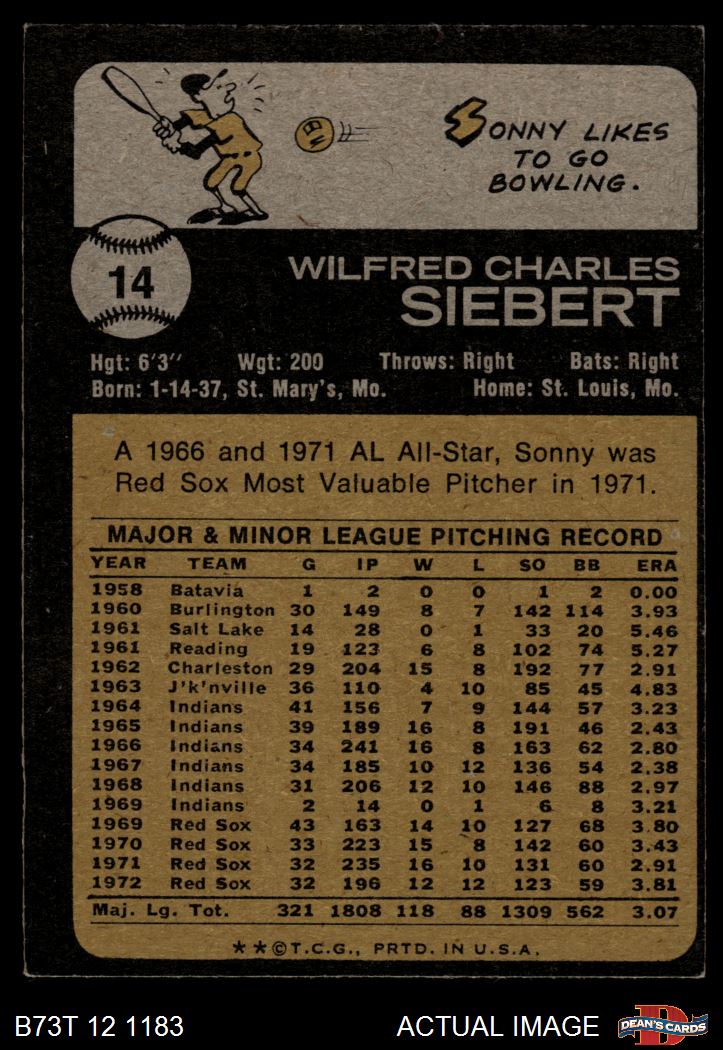 SONNY LIKES
TO GO
BOWLING.
14
WILFRED CHARLES
SIEBERT
Hgt: 6'3" Wgt: 200 Throws: Right Bats: Right
Born: 1-14-37, St. Mary's, Mo. Home: St. Louis, Mo.
A 1966 and 1971 AL All-Star, Sonny was
Red Sox Most Valuable Pitcher in 1971.
MAJOR & MINOR LEAGUE PITCHING RECORD
YEAR TEAM G IP W L SO BB ERA
1958 Batavia 1 2 0 0 1 2 0.00
1960 Burlington 30 149 8 7 142 114 3.93
1961 Salt Lake 14 28 0 1 33 20 5.46
1961 Reading 19 123 6 8 102 74 5.27
1962 Charleston 29 204 15 8 192 77 2.91
1963 J'k'nville 36 110 4 10 85 45 4.83
1964 Indians 41 156 7 9 144 57 3.23
1965 Indians 39 189 16 8 191 46 2.43
1966 Indians 34 241 16 8 163 62 2.80
1967 Indians 34 185 10 12 136 54 2.38
1968 Indians 31 206 12 10 146 88 2.97
1969 Indians 2 14 0 1 6 8 3.21
1969 Red Sox 43 163 14 10 127 68 3.80
1970 Red Sox 33 223 15 8 142 60 3.43
1971 Red Sox 32 235 16 10 131 60 2.91
1972 Red Sox 32 196 12 12 123 59 3.81
Maj. Lg. Tot. 321 1808 118 88 1309 562 3.07
**©T.C.G., PRTD. IN U.S.A.
B73T 12 1183 ACTUAL IMAGE DEAN'S CARDS